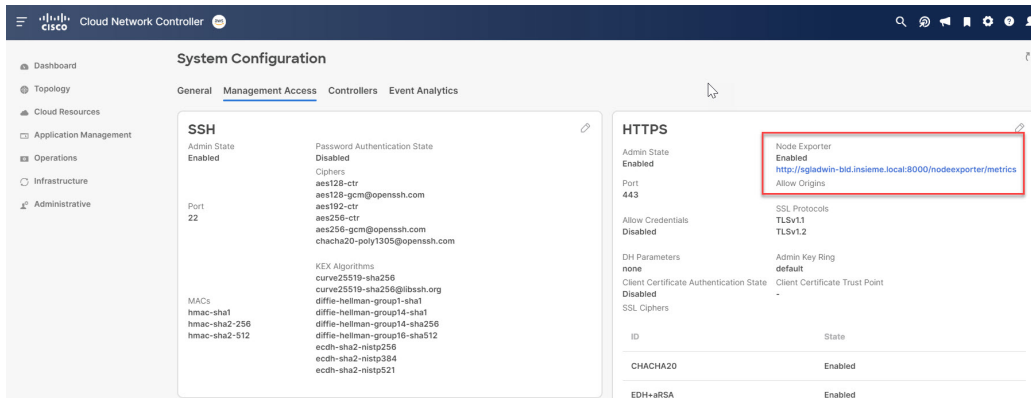 CISCO
Cloud Network Controller
aws
Dashboard
Topology
Cloud Resources
Application Management
Operations
Infrastructure
Administrative
System Configuration
General Management Access Controllers Event Analytics
SSH
Admin State
Enabled
Password Authentication State
Disabled
Ciphers
aes128-ctr
aes128-gcm@openssh.com
aes192-ctr
aes256-ctr
aes256-gcm@openssh.com
chacha20-poly1305@openssh.com
Port
22
KEX Algorithms
curve25519-sha256
curve25519-sha256@libssh.org
diffie-hellman-group1-sha1
diffie-hellman-group14-sha1
diffie-hellman-group14-sha256
diffie-hellman-group16-sha512
ecdh-sha2-nistp256
ecdh-sha2-nistp384
ecdh-sha2-nistp521
MACs
hmac-sha1
hmac-sha2-256
hmac-sha2-512
HTTPS
Admin State
Enabled
Node Exporter
Enabled
http://sgladwin-bld.insieme.local:8000/nodeexporter/metrics
Port
443
Allow Origins
Allow Credentials
Disabled
SSL Protocols
TLSv1.1
TLSv1.2
DH Parameters
none
Admin Key Ring
default
Client Certificate Authentication State
Disabled
Client Certificate Trust Point
-
SSL Ciphers
ID State
CHACHA20 Enabled
EDH+aRSA Enabled